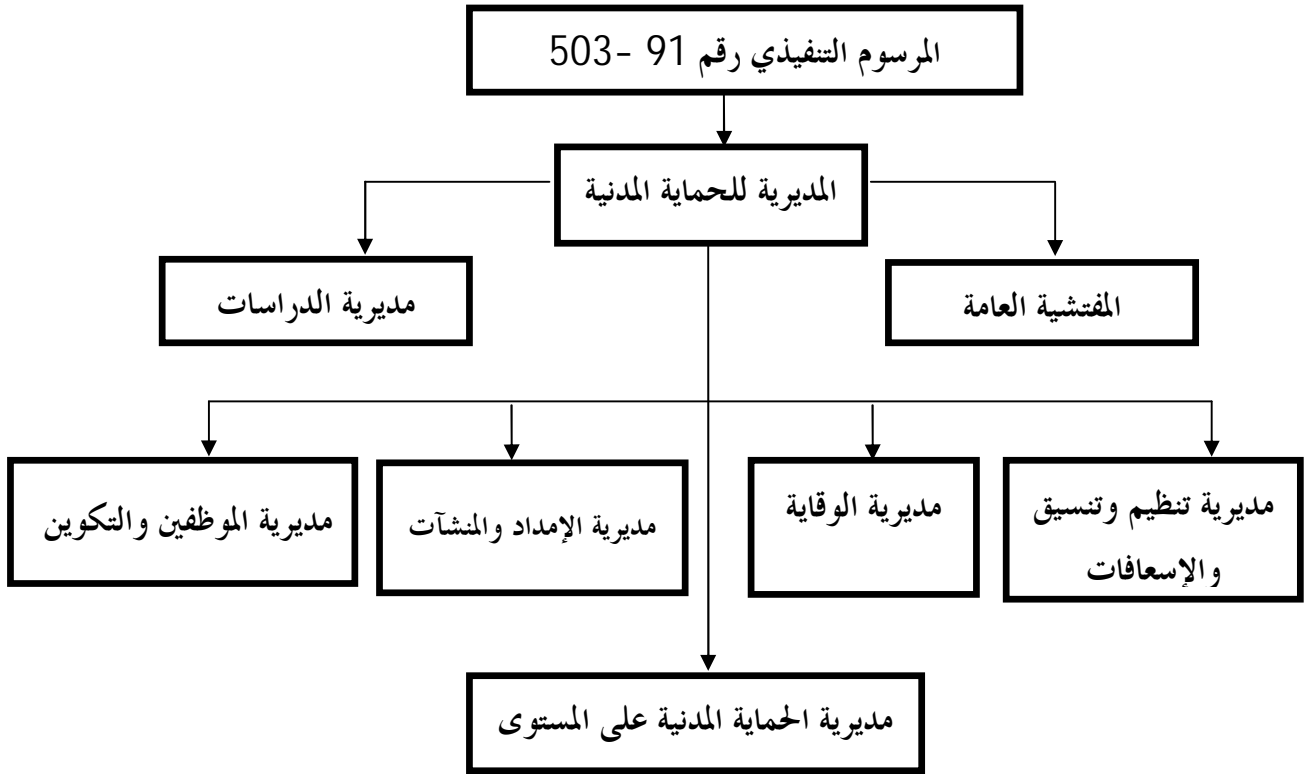 المرسوم التنفيذي رقم 91 -503
المديرية للحماية المدنية
المفتشية العامة
مديرية الدراسات
مديرية تنظيم وتنسيق
والإسعافات
مديرية الوقاية
مديرية الإمداد والمنشآت
مديرية الموظفين والتكوين
مديرية الحماية المدنية على المستوى